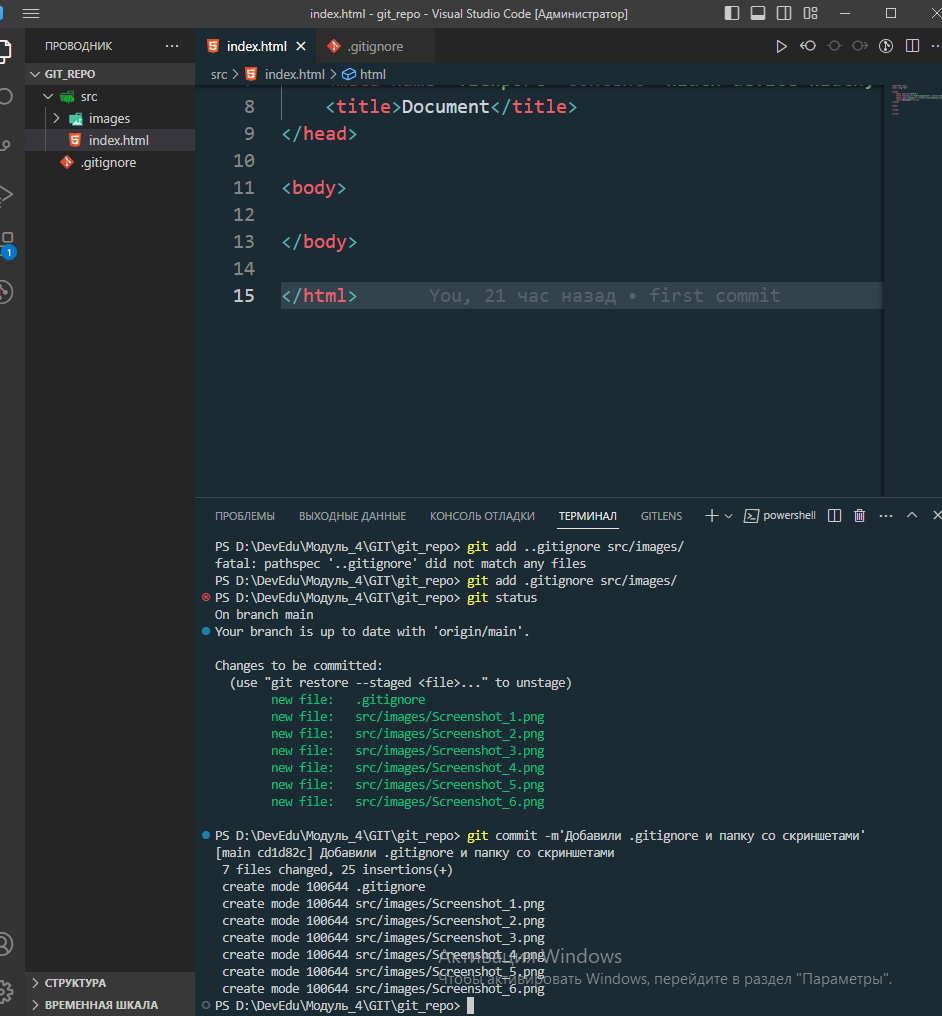 index.html - git_repo - Visual Studio Code [Администратор]
ПРОВОДНИК
GIT_REPO
src
images
index.html
.gitignore
1
СТРУКТУРА
ВРЕМЕННАЯ ШКАЛА
index.html
.gitignore
src > index.html > html
8 <title>Document</title>
9 </head>
10
11 <body>
12
13 </body>
14
15 </html> You, 21 час назад • first commit
ПРОБЛЕМЫ ВЫХОДНЫЕ ДАННЫЕ КОНСОЛЬ ОТЛАДКИ ТЕРМИНАЛ GITLENS powershell
PS D:\DevEdu\Модуль_4\GIT\git_repo> git add ..gitignore src/images/
fatal: pathspec '..gitignore' did not match any files
PS D:\DevEdu\Модуль_4\GIT\git_repo> git add .gitignore src/images/
PS D:\DevEdu\Модуль_4\GIT\git_repo> git status
On branch main
Your branch is up to date with 'origin/main'.
Changes to be committed:
(use "git restore --staged <file>..." to unstage)
new file: .gitignore
new file: src/images/Screenshot_1.png
new file: src/images/Screenshot_2.png
new file: src/images/Screenshot_3.png
new file: src/images/Screenshot_4.png
new file: src/images/Screenshot_5.png
new file: src/images/Screenshot_6.png
PS D:\DevEdu\Модуль_4\GIT\git_repo> git commit -m'Добавили .gitignore и папку со скриншетами'
[main cd1d82c] Добавили .gitignore и папку со скриншетами
7 files changed, 25 insertions(+)
create mode 100644 .gitignore
create mode 100644 src/images/Screenshot_1.png
create mode 100644 src/images/Screenshot_2.png
create mode 100644 src/images/Screenshot_3.png
create mode 100644 src/images/Screenshot_4.png
create mode 100644 src/images/Screenshot_5.png
create mode 100644 src/images/Screenshot_6.png
PS D:\DevEdu\Модуль_4\GIT\git_repo>
Активация Windows
Чтобы активировать Windows, перейдите в раздел "Параметры".